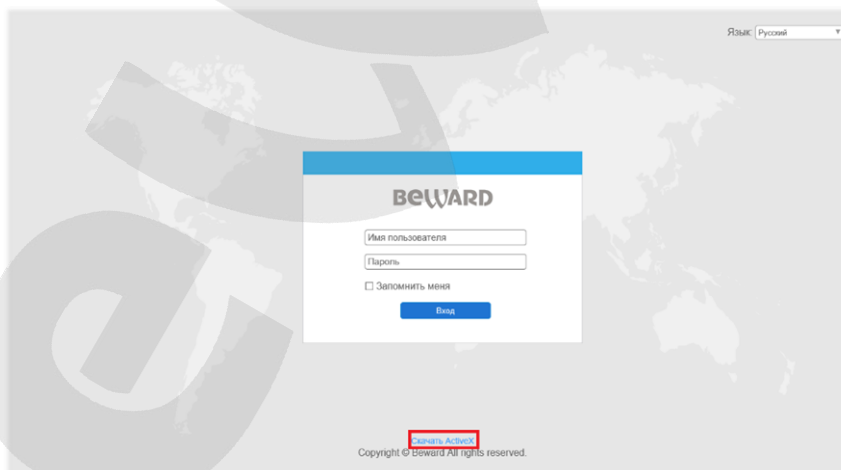 Язык: Русский
BEWARD
Имя пользователя
Пароль
Запомнить меня
Вход
Скачать ActiveX
Copyright © Beward All rights reserved.